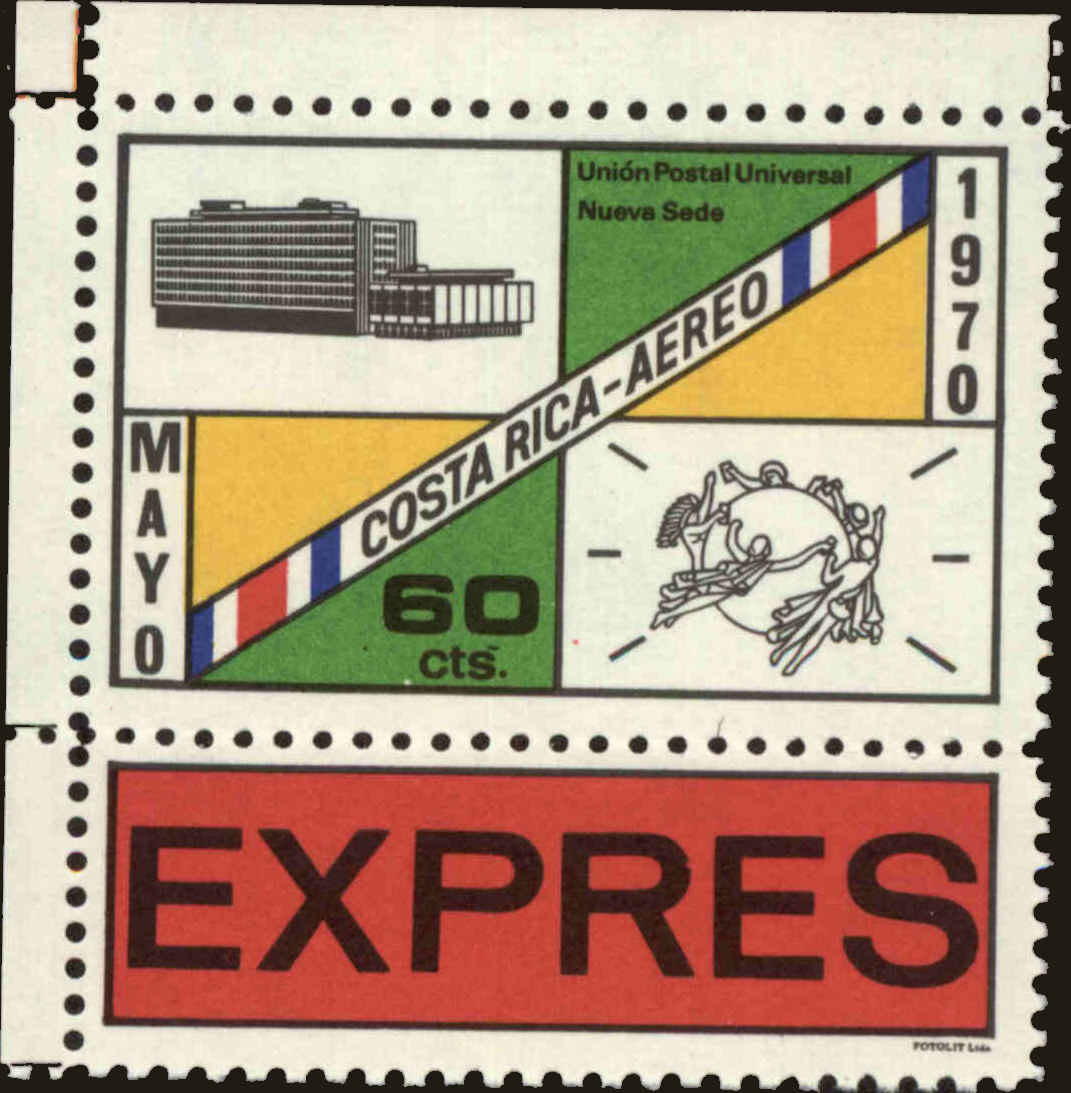 Unión Postal Universal
Nueva Sede
1970
COSTA RICA-AEREO
MAYO
60
cts.
EXPRES
FOTOLIT Ltda.